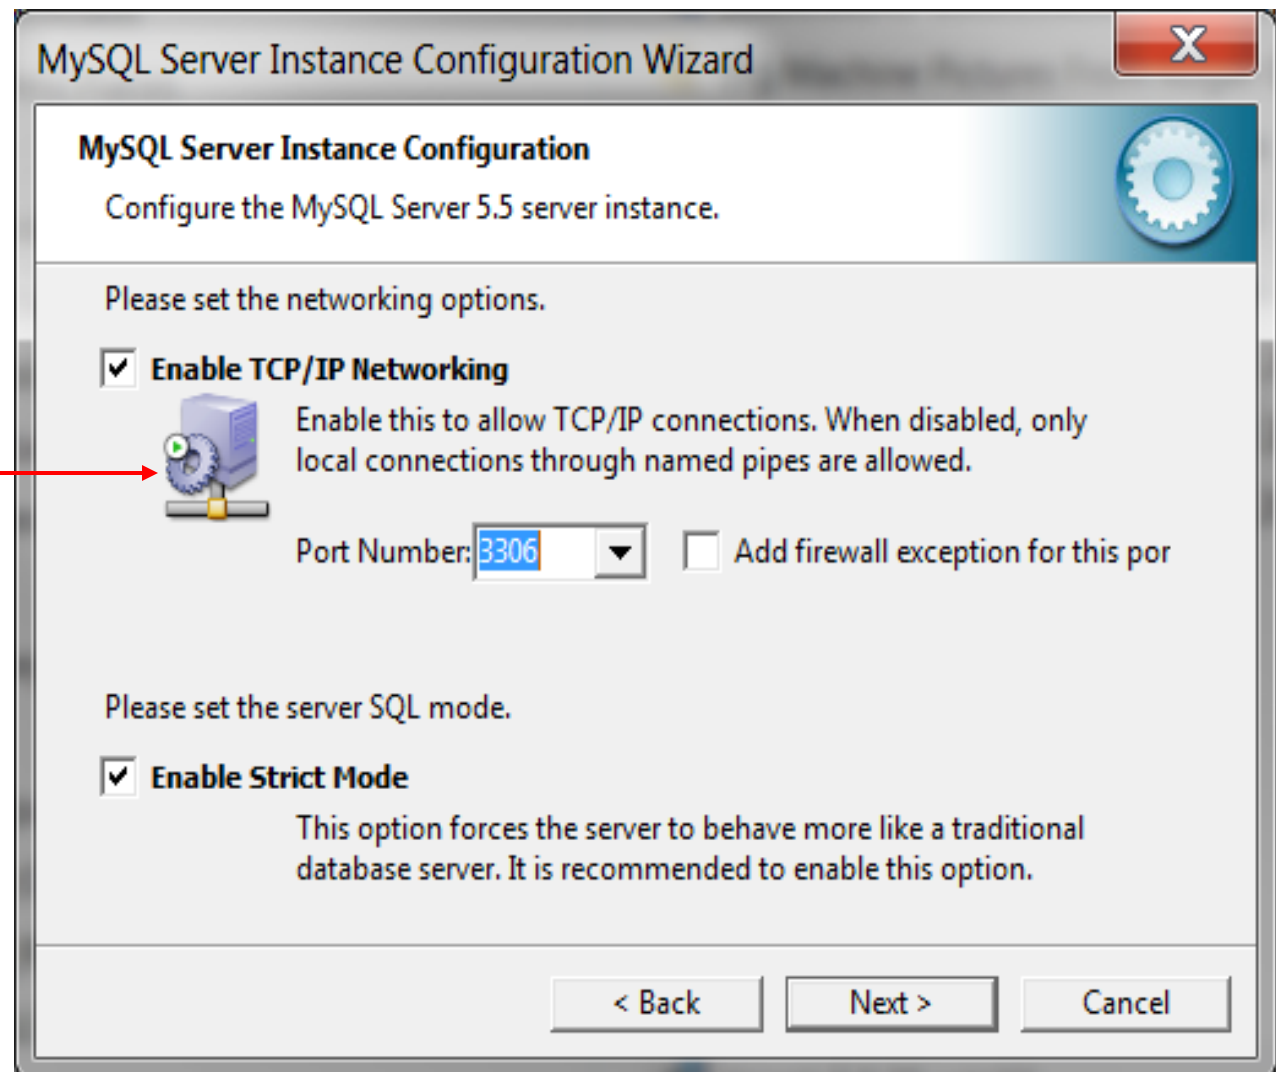 MySQL Server Instance Configuration Wizard
X
MySQL Server Instance Configuration
Configure the MySQL Server 5.5 server instance.
Please set the networking options.
Enable TCP/IP Networking
Enable this to allow TCP/IP connections. When disabled, only
local connections through named pipes are allowed.
Port Number: 3306 Add firewall exception for this por
Please set the server SQL mode.
Enable Strict Mode
This option forces the server to behave more like a traditional
database server. It is recommended to enable this option.
< Back Next > Cancel